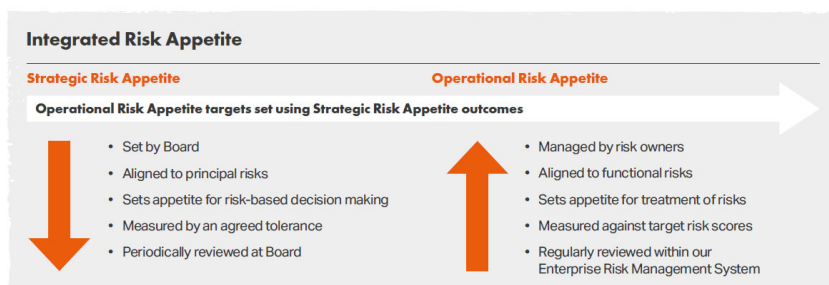 Integrated Risk Appetite
Strategic Risk Appetite
Operational Risk Appetite
Operational Risk Appetite targets set using Strategic Risk Appetite outcomes
• Set by Board
• Aligned to principal risks
• Sets appetite for risk-based decision making
• Measured by an agreed tolerance
• Periodically reviewed at Board
• Managed by risk owners
• Aligned to functional risks
• Sets appetite for treatment of risks
• Measured against target risk scores
• Regularly reviewed within our
Enterprise Risk Management System